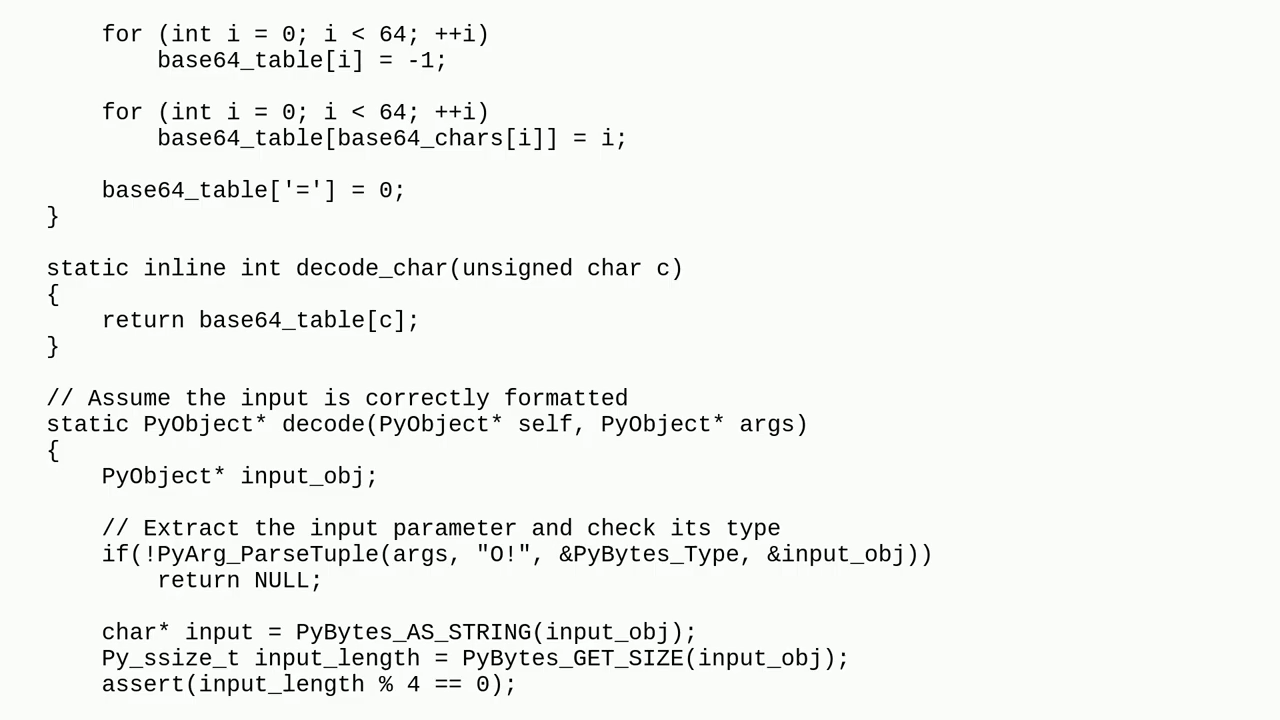 for (int i = 0; i < 64; ++i)
base64_table[i] = -1;
for (int i = 0; i < 64; ++i)
base64_table[base64_chars[i]] = i;
base64_table['='] = 0;
}
static inline int decode_char(unsigned char c)
{
return base64_table[c];
}
// Assume the input is correctly formatted
static PyObject* decode(PyObject* self, PyObject* args)
{
PyObject* input_obj;
// Extract the input parameter and check its type
if(!PyArg_ParseTuple(args, "O!", &PyBytes_Type, &input_obj))
return NULL;
char* input = PyBytes_AS_STRING(input_obj);
Py_ssize_t input_length = PyBytes_GET_SIZE(input_obj);
assert(input_length % 4 == 0);